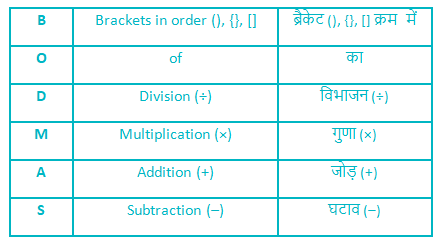 B Brackets in order (), {}, [] ब्रैकेट (), {}, [] क्रम में
O of का
D Division (÷) विभाजन (÷)
M Multiplication (×) गुणा (×)
A Addition (+) जोड़ (+)
S Subtraction (–) घटाव (–)